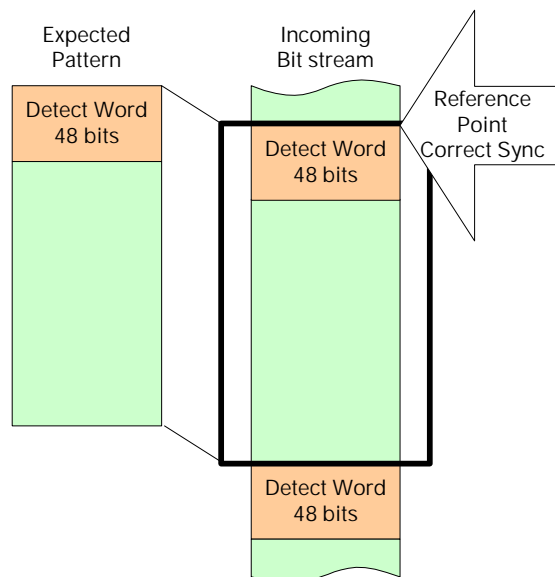 Expected
Pattern
Detect Word
48 bits
Incoming
Bit stream
Detect Word
48 bits
Detect Word
48 bits
Reference
Point
Correct Sync